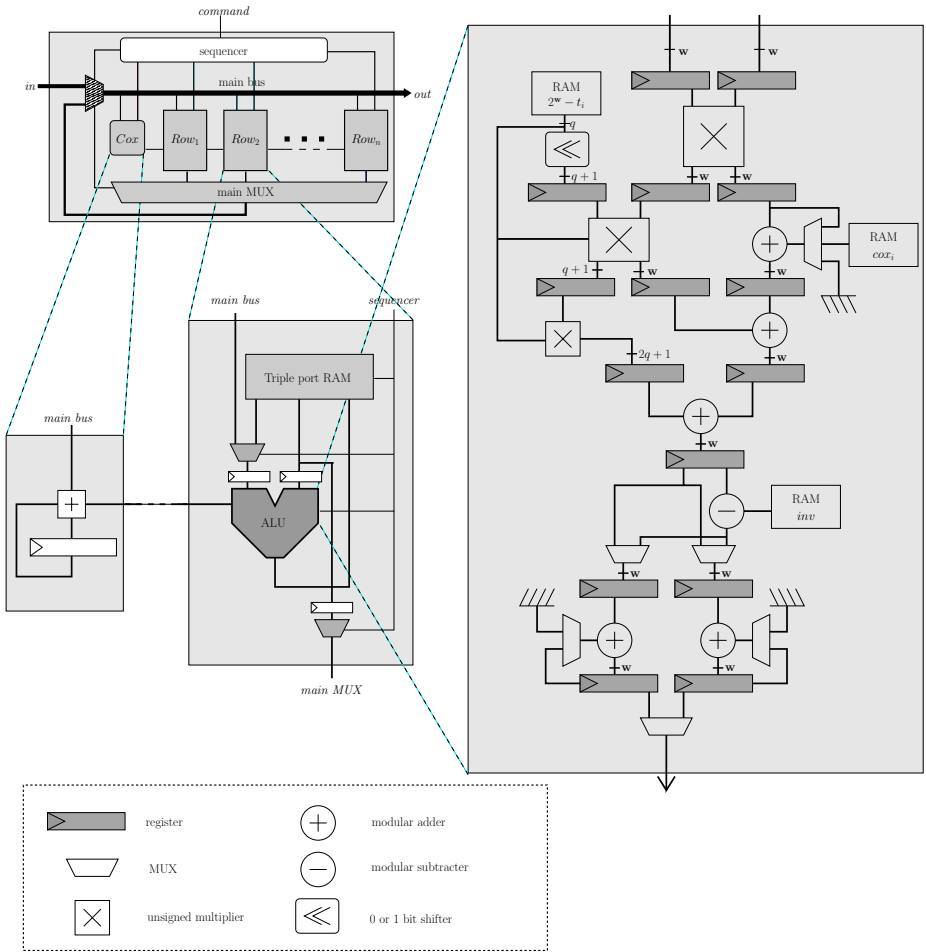 command
sequencer
main bus
in
out
Cox
Row₁
Row₂
Rowₙ
main MUX
main bus
sequencer
Triple port RAM
ALU
main MUX
main bus
w
w
RAM
2ʷ − tᵢ
q
q + 1
w
w
RAM
coxᵢ
q + 1
w
w
2q + 1
w
w
RAM
inv
w
w
w
w
register
modular adder
MUX
modular subtracter
unsigned multiplier
0 or 1 bit shifter